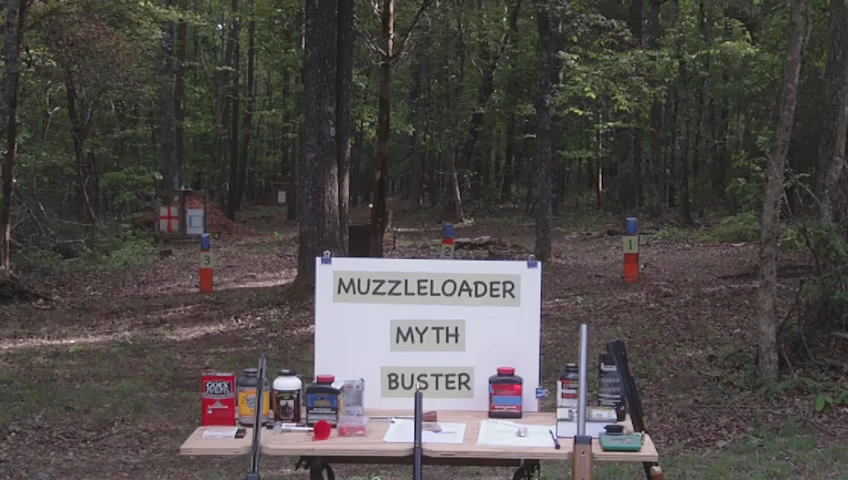 3
2
1
MUZZLELOADER
MYTH
BUSTER
GOEX